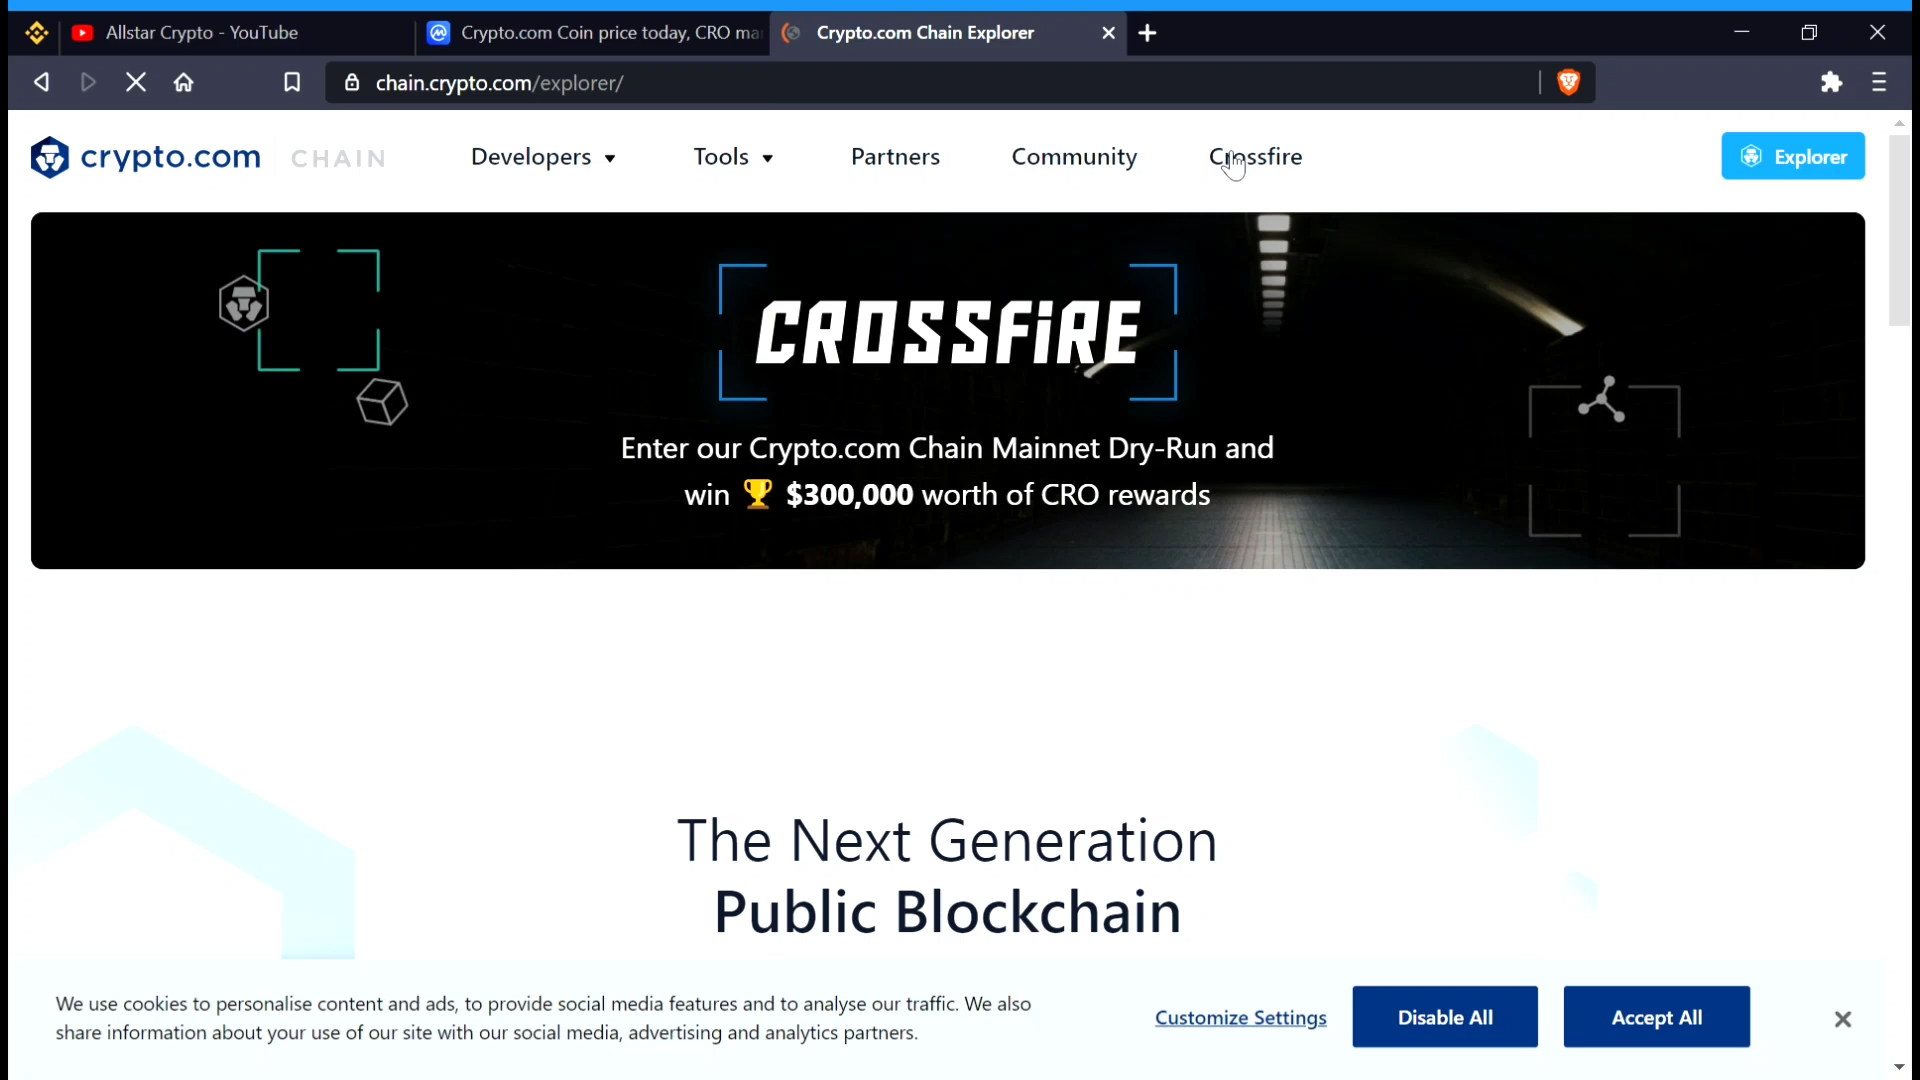 Allstar Crypto - YouTube
Crypto.com Coin price today, CRO ma
Crypto.com Chain Explorer
chain.crypto.com/explorer/
crypto.com CHAIN
Developers
Tools
Partners
Community
Crossfire
Explorer
CROSSFiRE
Enter our Crypto.com Chain Mainnet Dry-Run and
win 🏆 $300,000 worth of CRO rewards
The Next Generation
Public Blockchain
We use cookies to personalise content and ads, to provide social media features and to analyse our traffic. We also
share information about your use of our site with our social media, advertising and analytics partners.
Customize Settings
Disable All
Accept All